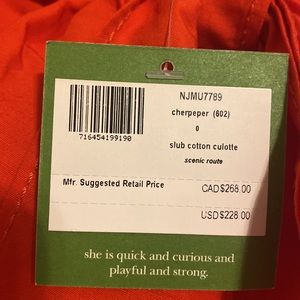 NJMU7789
cherpeper (602)
716454199190
0
slub cotton culotte
scenic route
Mfr. Suggested Retail Price
CAD$268.00
USD$228.00
she is quick and curious and
playful and strong.